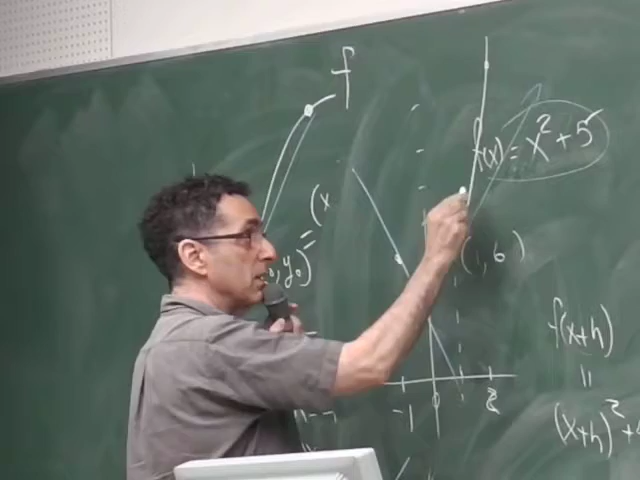 f
f(x) = x² + 5
(x
=
, y₀)
(1, 6)
f(x+h)
=
-1 0 2
(x+h)² +